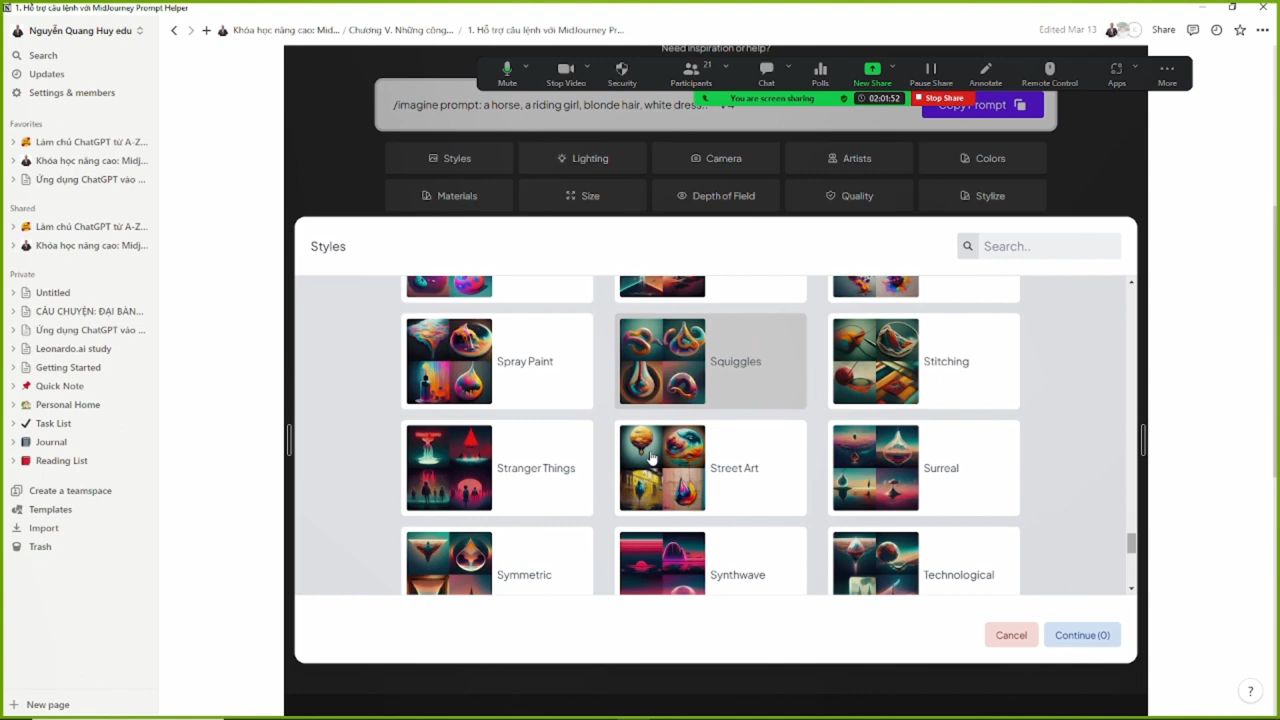 1. Hỗ trợ câu lệnh với MidJourney Prompt Helper
Nguyễn Quang Huy edu
Khóa học nâng cao: Mid... / Chương V. Những công... / 1. Hỗ trợ câu lệnh với MidJourney Pr...
Edited Mar 13
Share
Search
Updates
Settings & members
Favorites
Làm chủ ChatGPT từ A-Z...
Khóa học nâng cao: Midj...
Ứng dụng ChatGPT vào ...
Shared
Làm chủ ChatGPT từ A-Z...
Khóa học nâng cao: Midj...
Private
Untitled
CÂU CHUYỆN: ĐẠI BÀN...
Ứng dụng ChatGPT vào ...
Leonardo.ai study
Getting Started
Quick Note
Personal Home
Task List
Journal
Reading List
Create a teamspace
Templates
Import
Trash
New page
Need inspiration or help?
Mute
Stop Video
Security
Participants
21
Chat
Polls
New Share
Pause Share
Annotate
Remote Control
Apps
More
You are screen sharing
02:01:52
Stop Share
/imagine prompt: a horse, a riding girl, blonde hair, white dress
Copy Prompt
Styles
Lighting
Camera
Artists
Colors
Materials
Size
Depth of Field
Quality
Stylize
Styles
Search..
Spray Paint
Squiggles
Stitching
Stranger Things
Street Art
Surreal
Symmetric
Synthwave
Technological
Cancel
Continue (0)
?